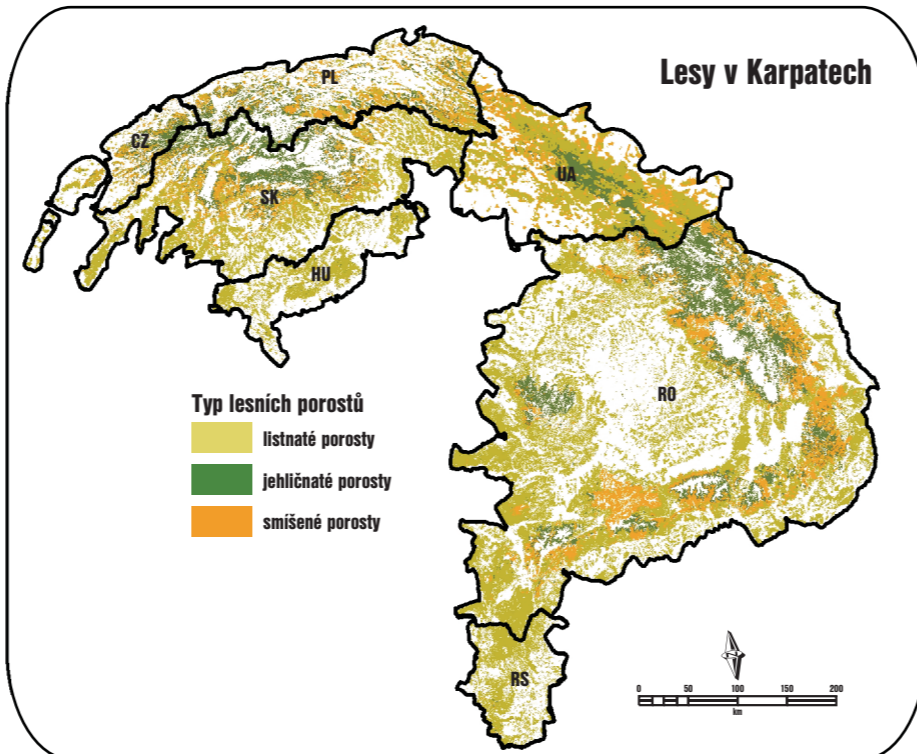 Lesy v Karpatech
PL
CZ
SK
UA
HU
RO
RS
Typ lesních porostů
listnaté porosty
jehličnaté porosty
smíšené porosty
N
0 50 100 150 200
km